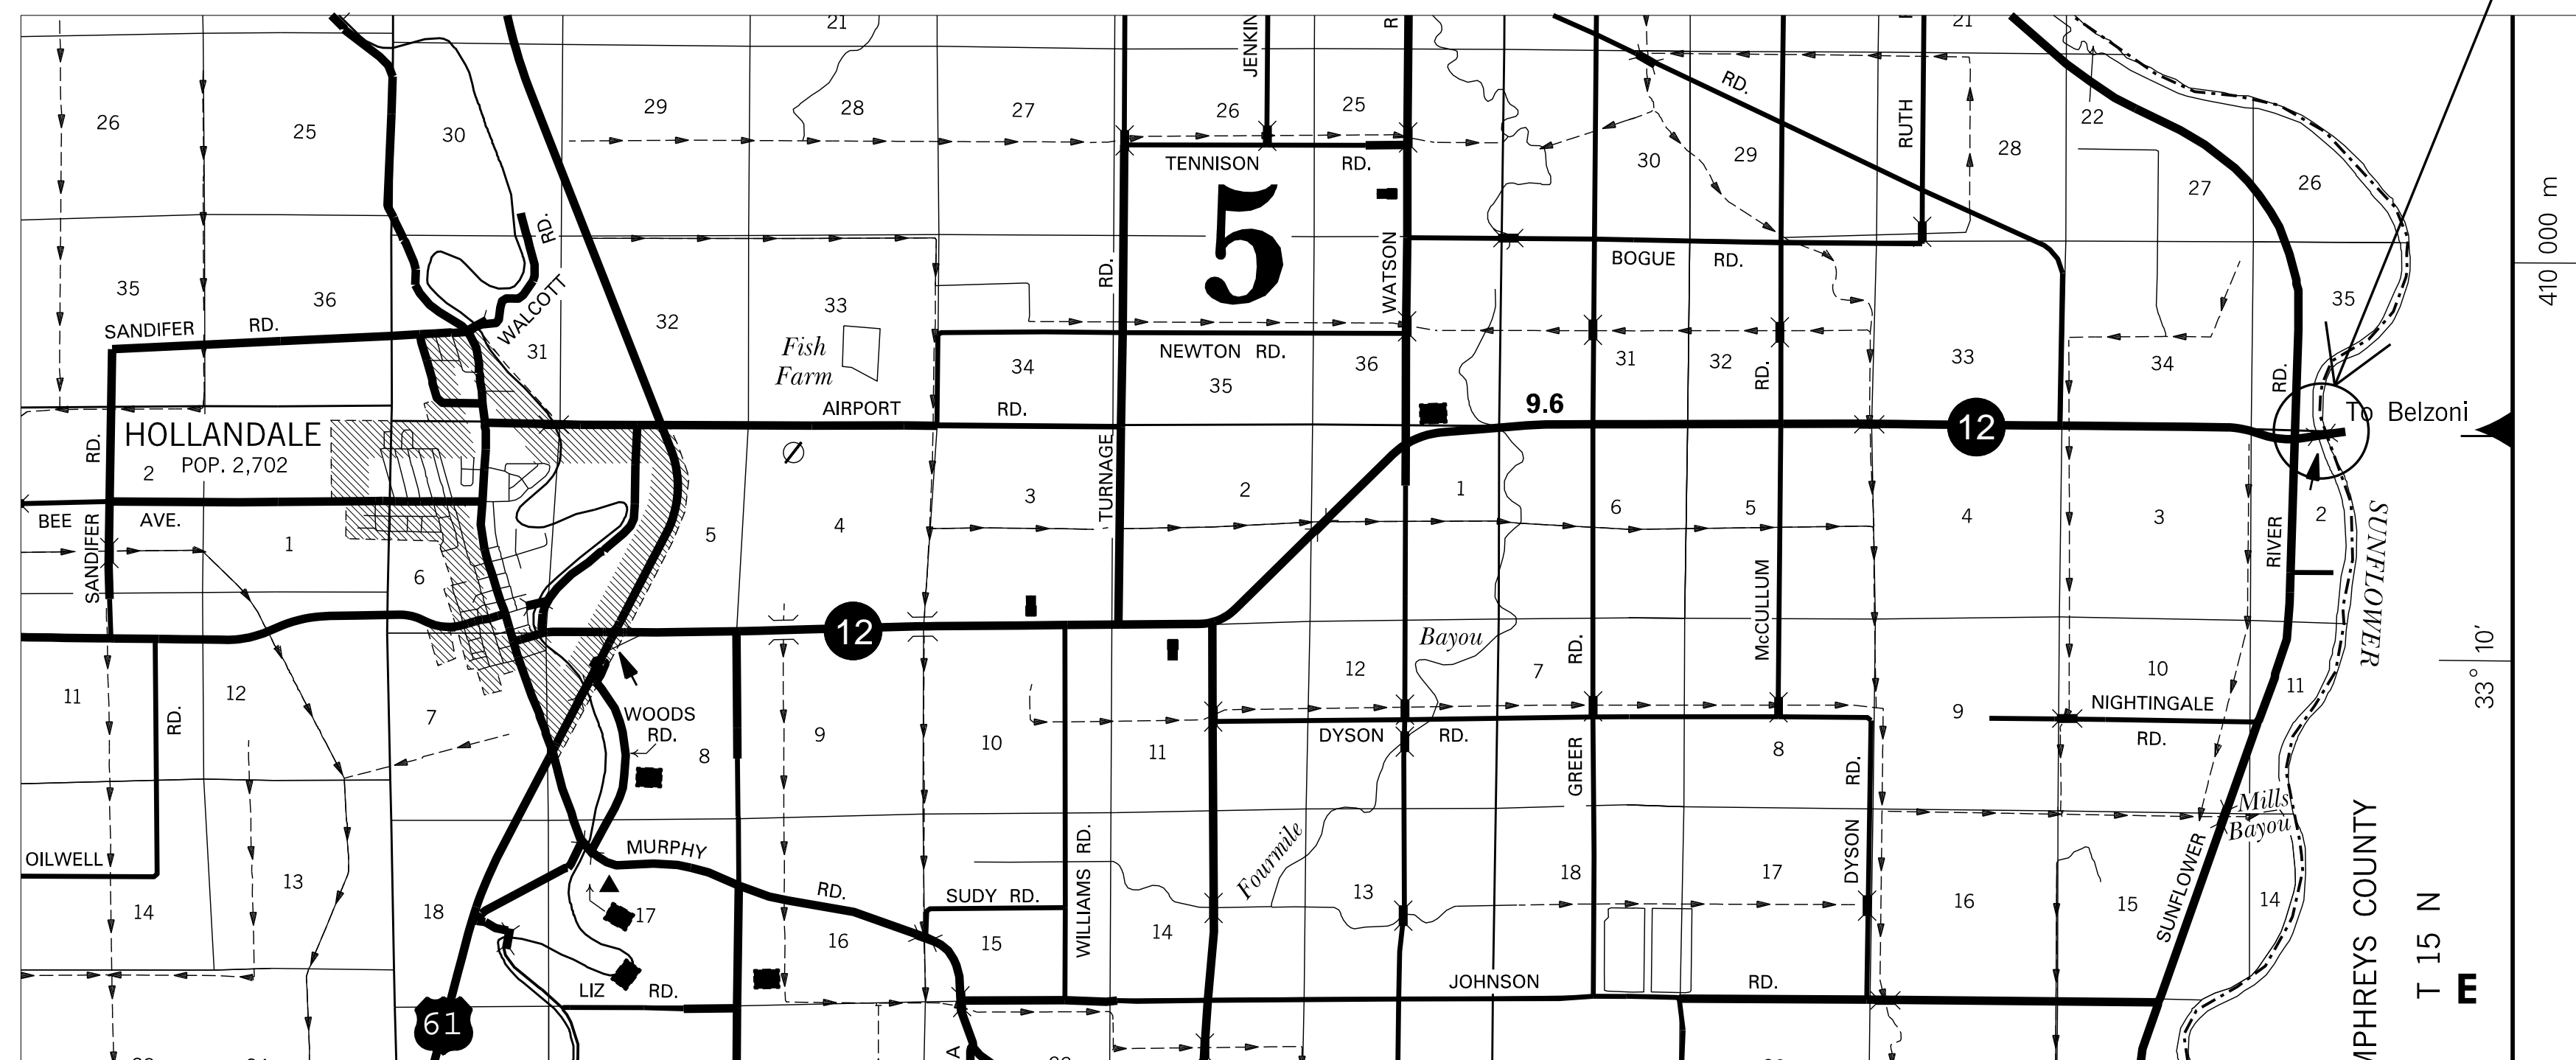 21
JENKIN
R
21
26
25
30
29
28
27
26
25
RD.
RUTH
22
28
30
29
27
26
TENNISON RD.
5
RD.
WALCOTT
RD.
WATSON
BOGUE RD.
410 000 m
35
36
SANDIFER RD.
32
33
31
Fish
Farm
35
NEWTON RD.
34
35
36
31
32
RD.
33
34
RD.
AIRPORT RD.
9.6
12
To Belzoni
HOLLANDALE
POP. 2,702
RD.
2
BEE AVE.
SANDIFER
1
6
5
4
3
TURNAGE
2
1
6
5
4
3
RIVER
2
SUNFLOWER
12
Bayou
RD.
McCULLUM
33° 10'
11
12
RD.
7
WOODS
RD.
8
9
10
11
12
7
DYSON RD.
GREER
8
RD.
9
10
NIGHTINGALE
RD.
11
Mills
Bayou
OILWELL
13
14
18
MURPHY RD.
17
16
SUDY RD.
15
WILLIAMS RD.
14
Fourmile
13
18
17
DYSON
16
15
SUNFLOWER
14
LIZ RD.
JOHNSON RD.
61
A
MPHREYS COUNTY
T 15 N
E